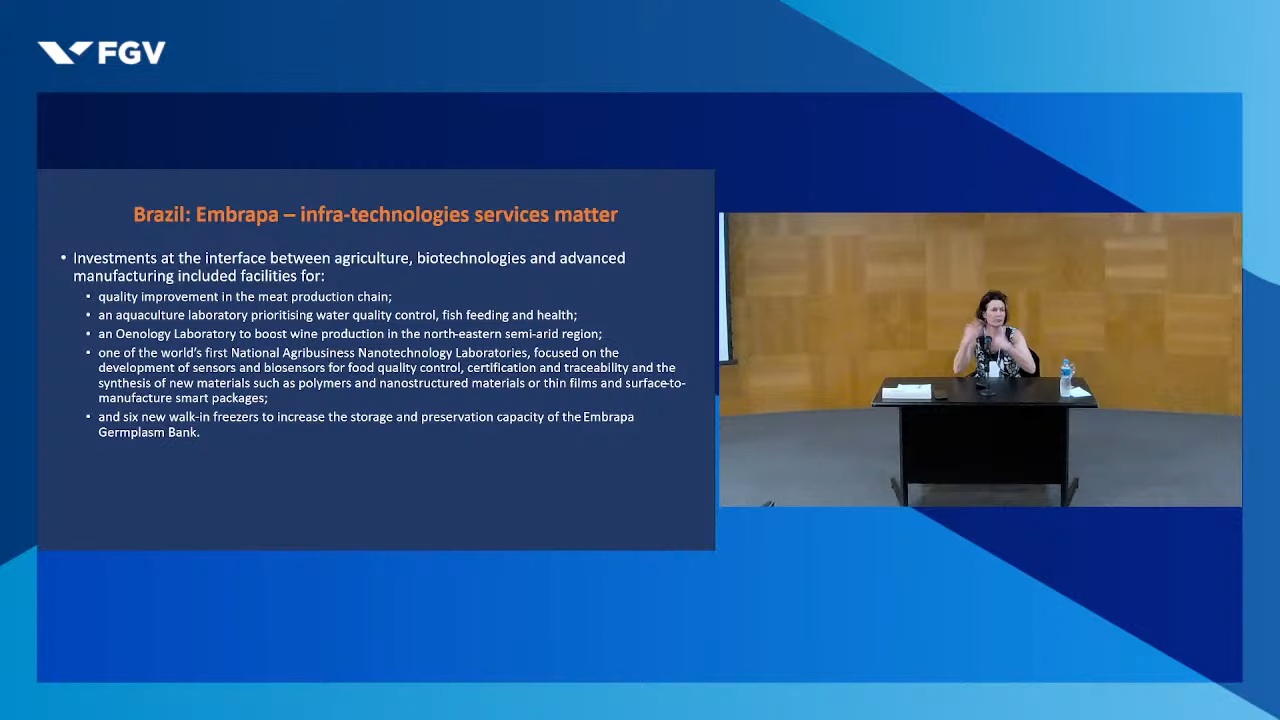 FGV
Brazil: Embrapa – infra-technologies services matter
• Investments at the interface between agriculture, biotechnologies and advanced
manufacturing included facilities for:
• quality improvement in the meat production chain;
• an aquaculture laboratory prioritising water quality control, fish feeding and health;
• an Oenology Laboratory to boost wine production in the north-eastern semi-arid region;
• one of the world's first National Agribusiness Nanotechnology Laboratories, focused on the
development of sensors and biosensors for food quality control, certification and traceability and the
synthesis of new materials such as polymers and nanostructured materials or thin films and surface-to-
manufacture smart packages;
• and six new walk-in freezers to increase the storage and preservation capacity of the Embrapa
Germplasm Bank.